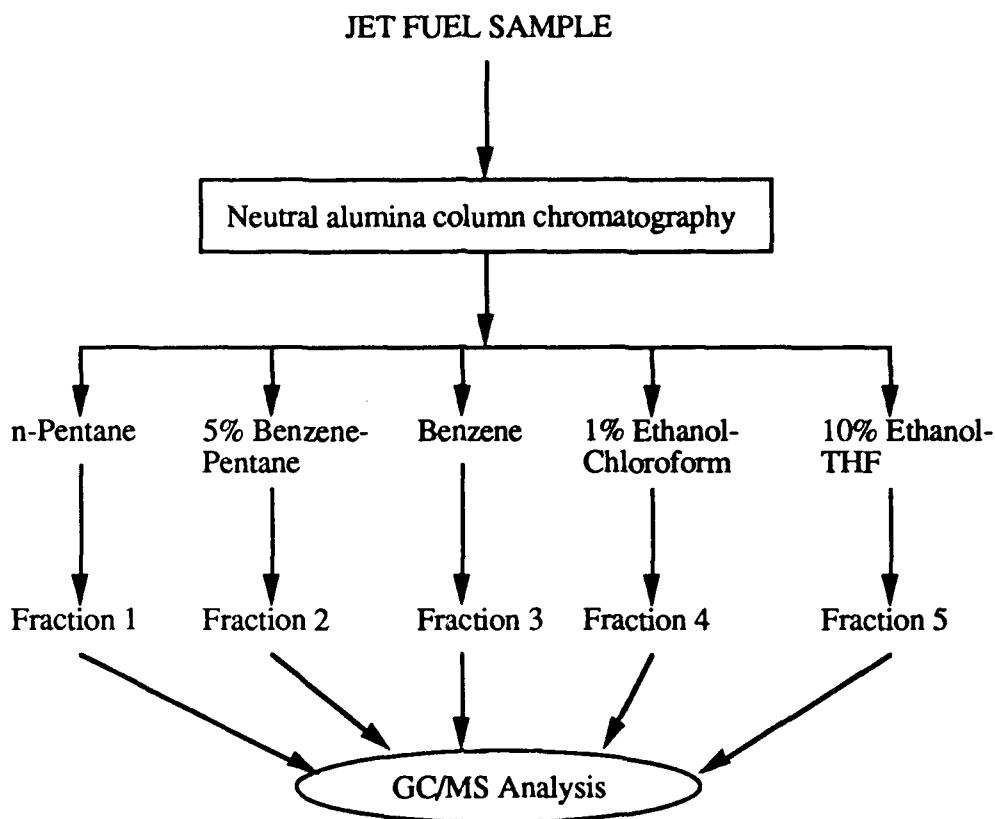 JET FUEL SAMPLE
Neutral alumina column chromatography
n-Pentane
5% Benzene-
Pentane
Benzene
1% Ethanol-
Chloroform
10% Ethanol-
THF
Fraction 1
Fraction 2
Fraction 3
Fraction 4
Fraction 5
GC/MS Analysis